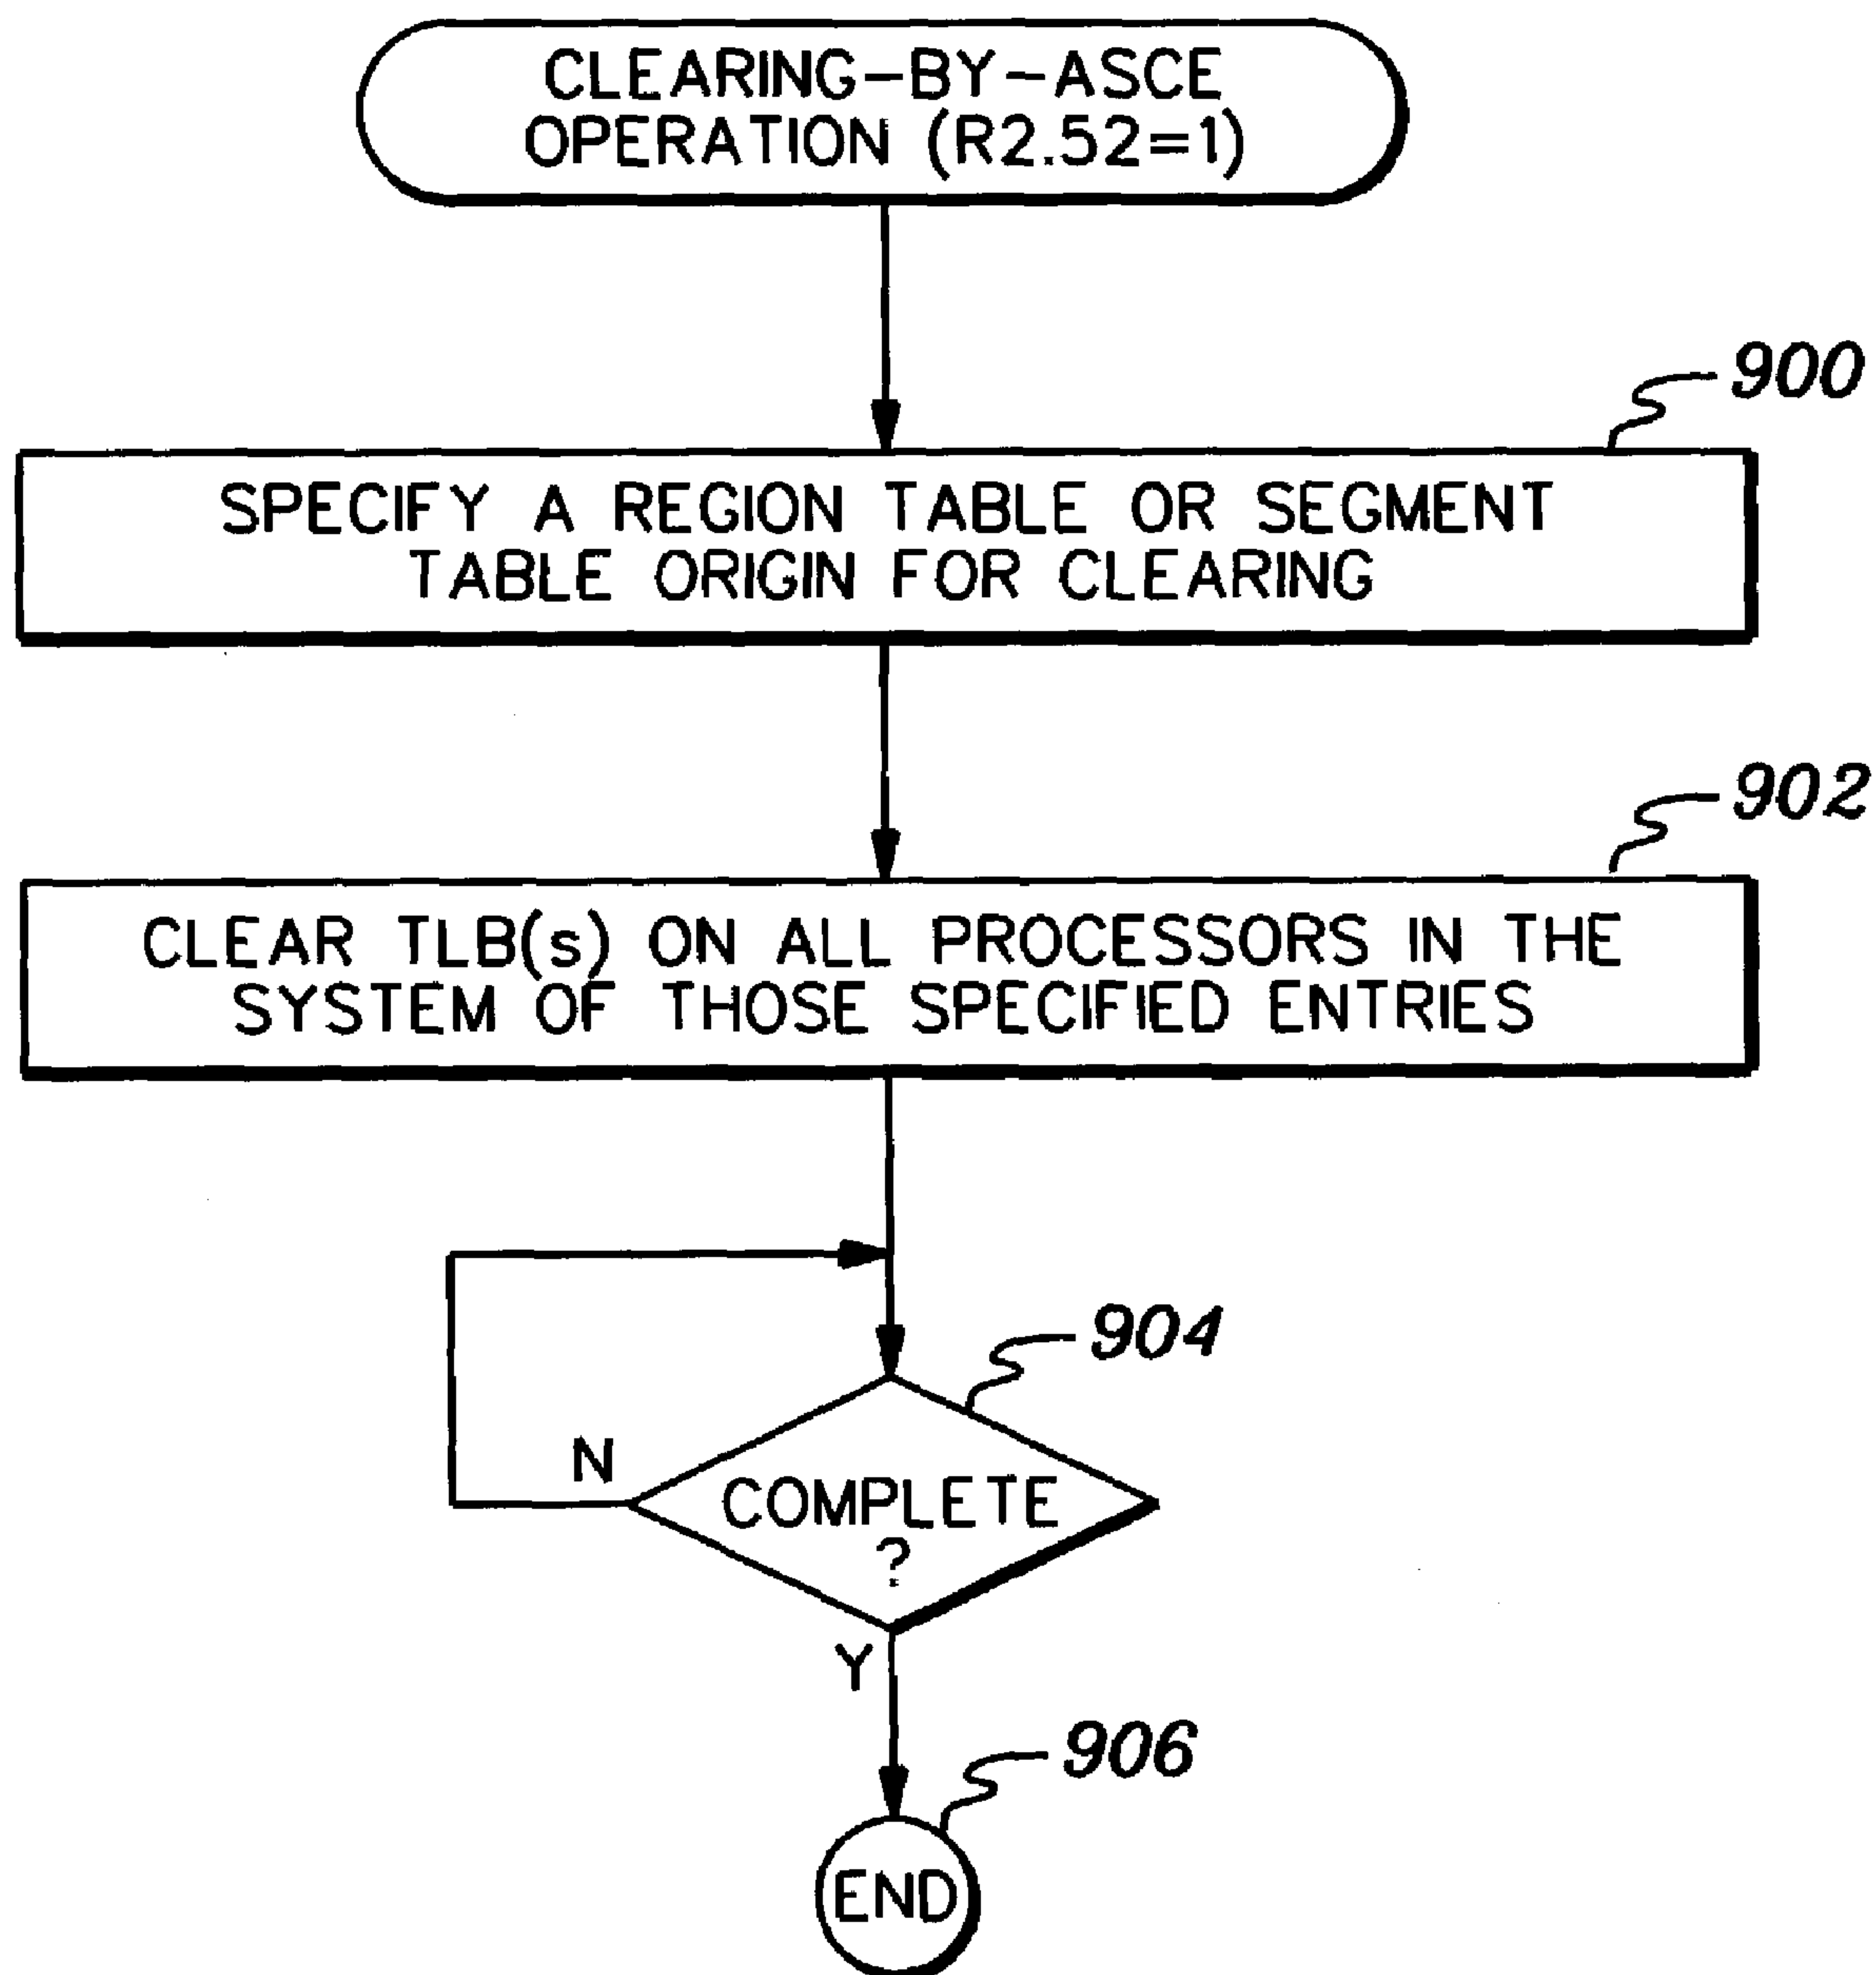 CLEARING-BY-ASCE
OPERATION (R2.52=1)
900
SPECIFY A REGION TABLE OR SEGMENT
TABLE ORIGIN FOR CLEARING
902
CLEAR TLB(s) ON ALL PROCESSORS IN THE
SYSTEM OF THOSE SPECIFIED ENTRIES
904
N
COMPLETE
?
Y
906
END